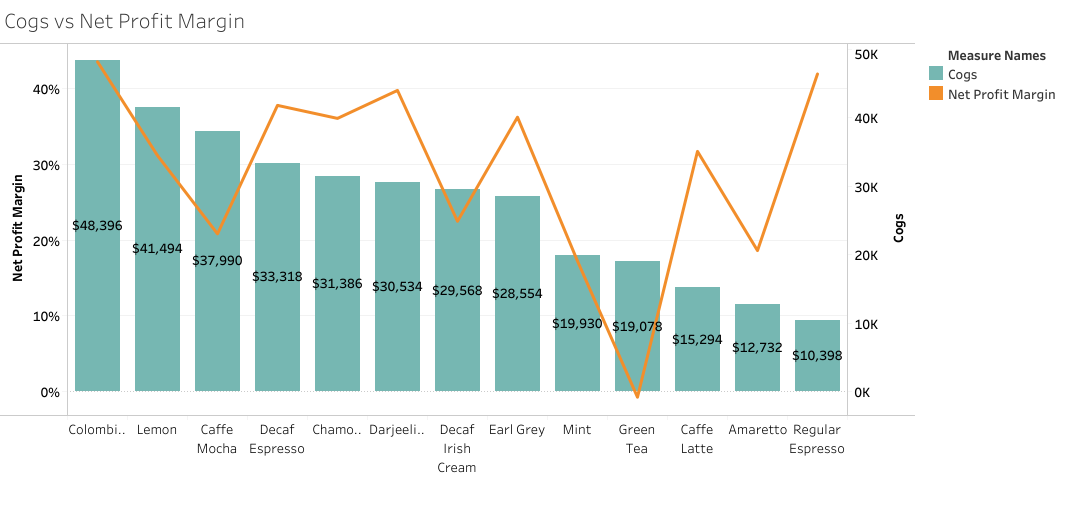 Cogs vs Net Profit Margin
Measure Names
Cogs
Net Profit Margin
Net Profit Margin
40%
30%
20%
10%
0%
$48,396
$41,494
$37,990
$33,318
$31,386
$30,534
$29,568
$28,554
$19,930
$19,078
$15,294
$12,732
$10,398
50K
40K
30K
20K
10K
0K
Cogs
Colombi..
Lemon
Caffe
Mocha
Decaf
Espresso
Chamo..
Darjeeli..
Decaf
Irish
Cream
Earl Grey
Mint
Green
Tea
Caffe
Latte
Amaretto
Regular
Espresso